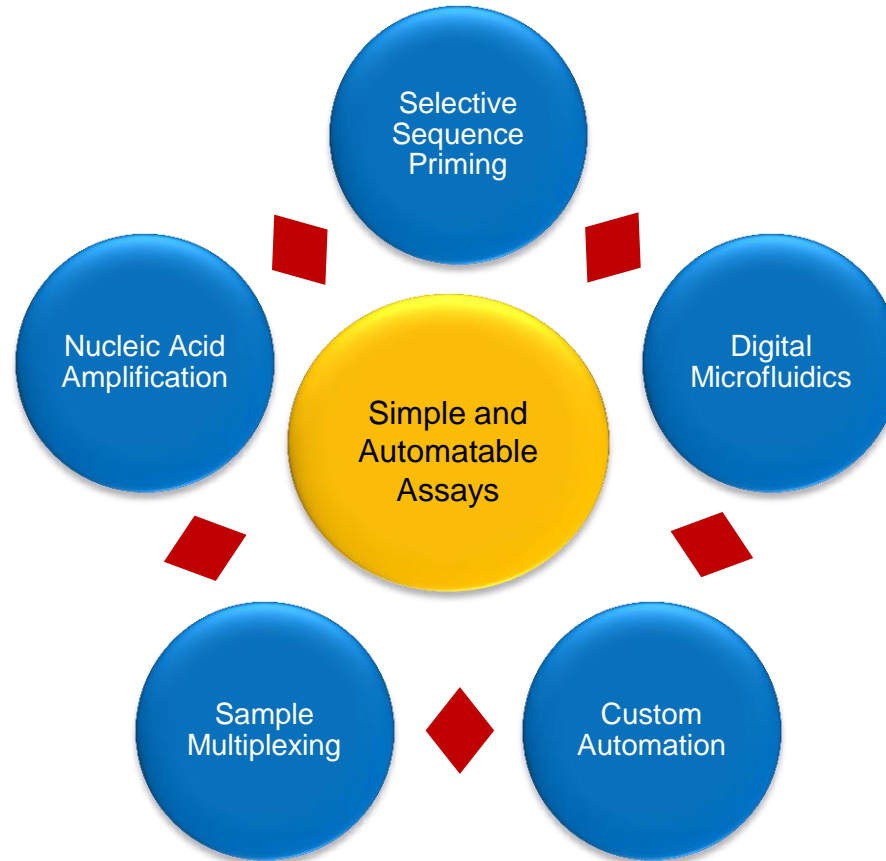 Selective
Sequence
Priming
Nucleic Acid
Amplification
Digital
Microfluidics
Simple and
Automatable
Assays
Sample
Multiplexing
Custom
Automation